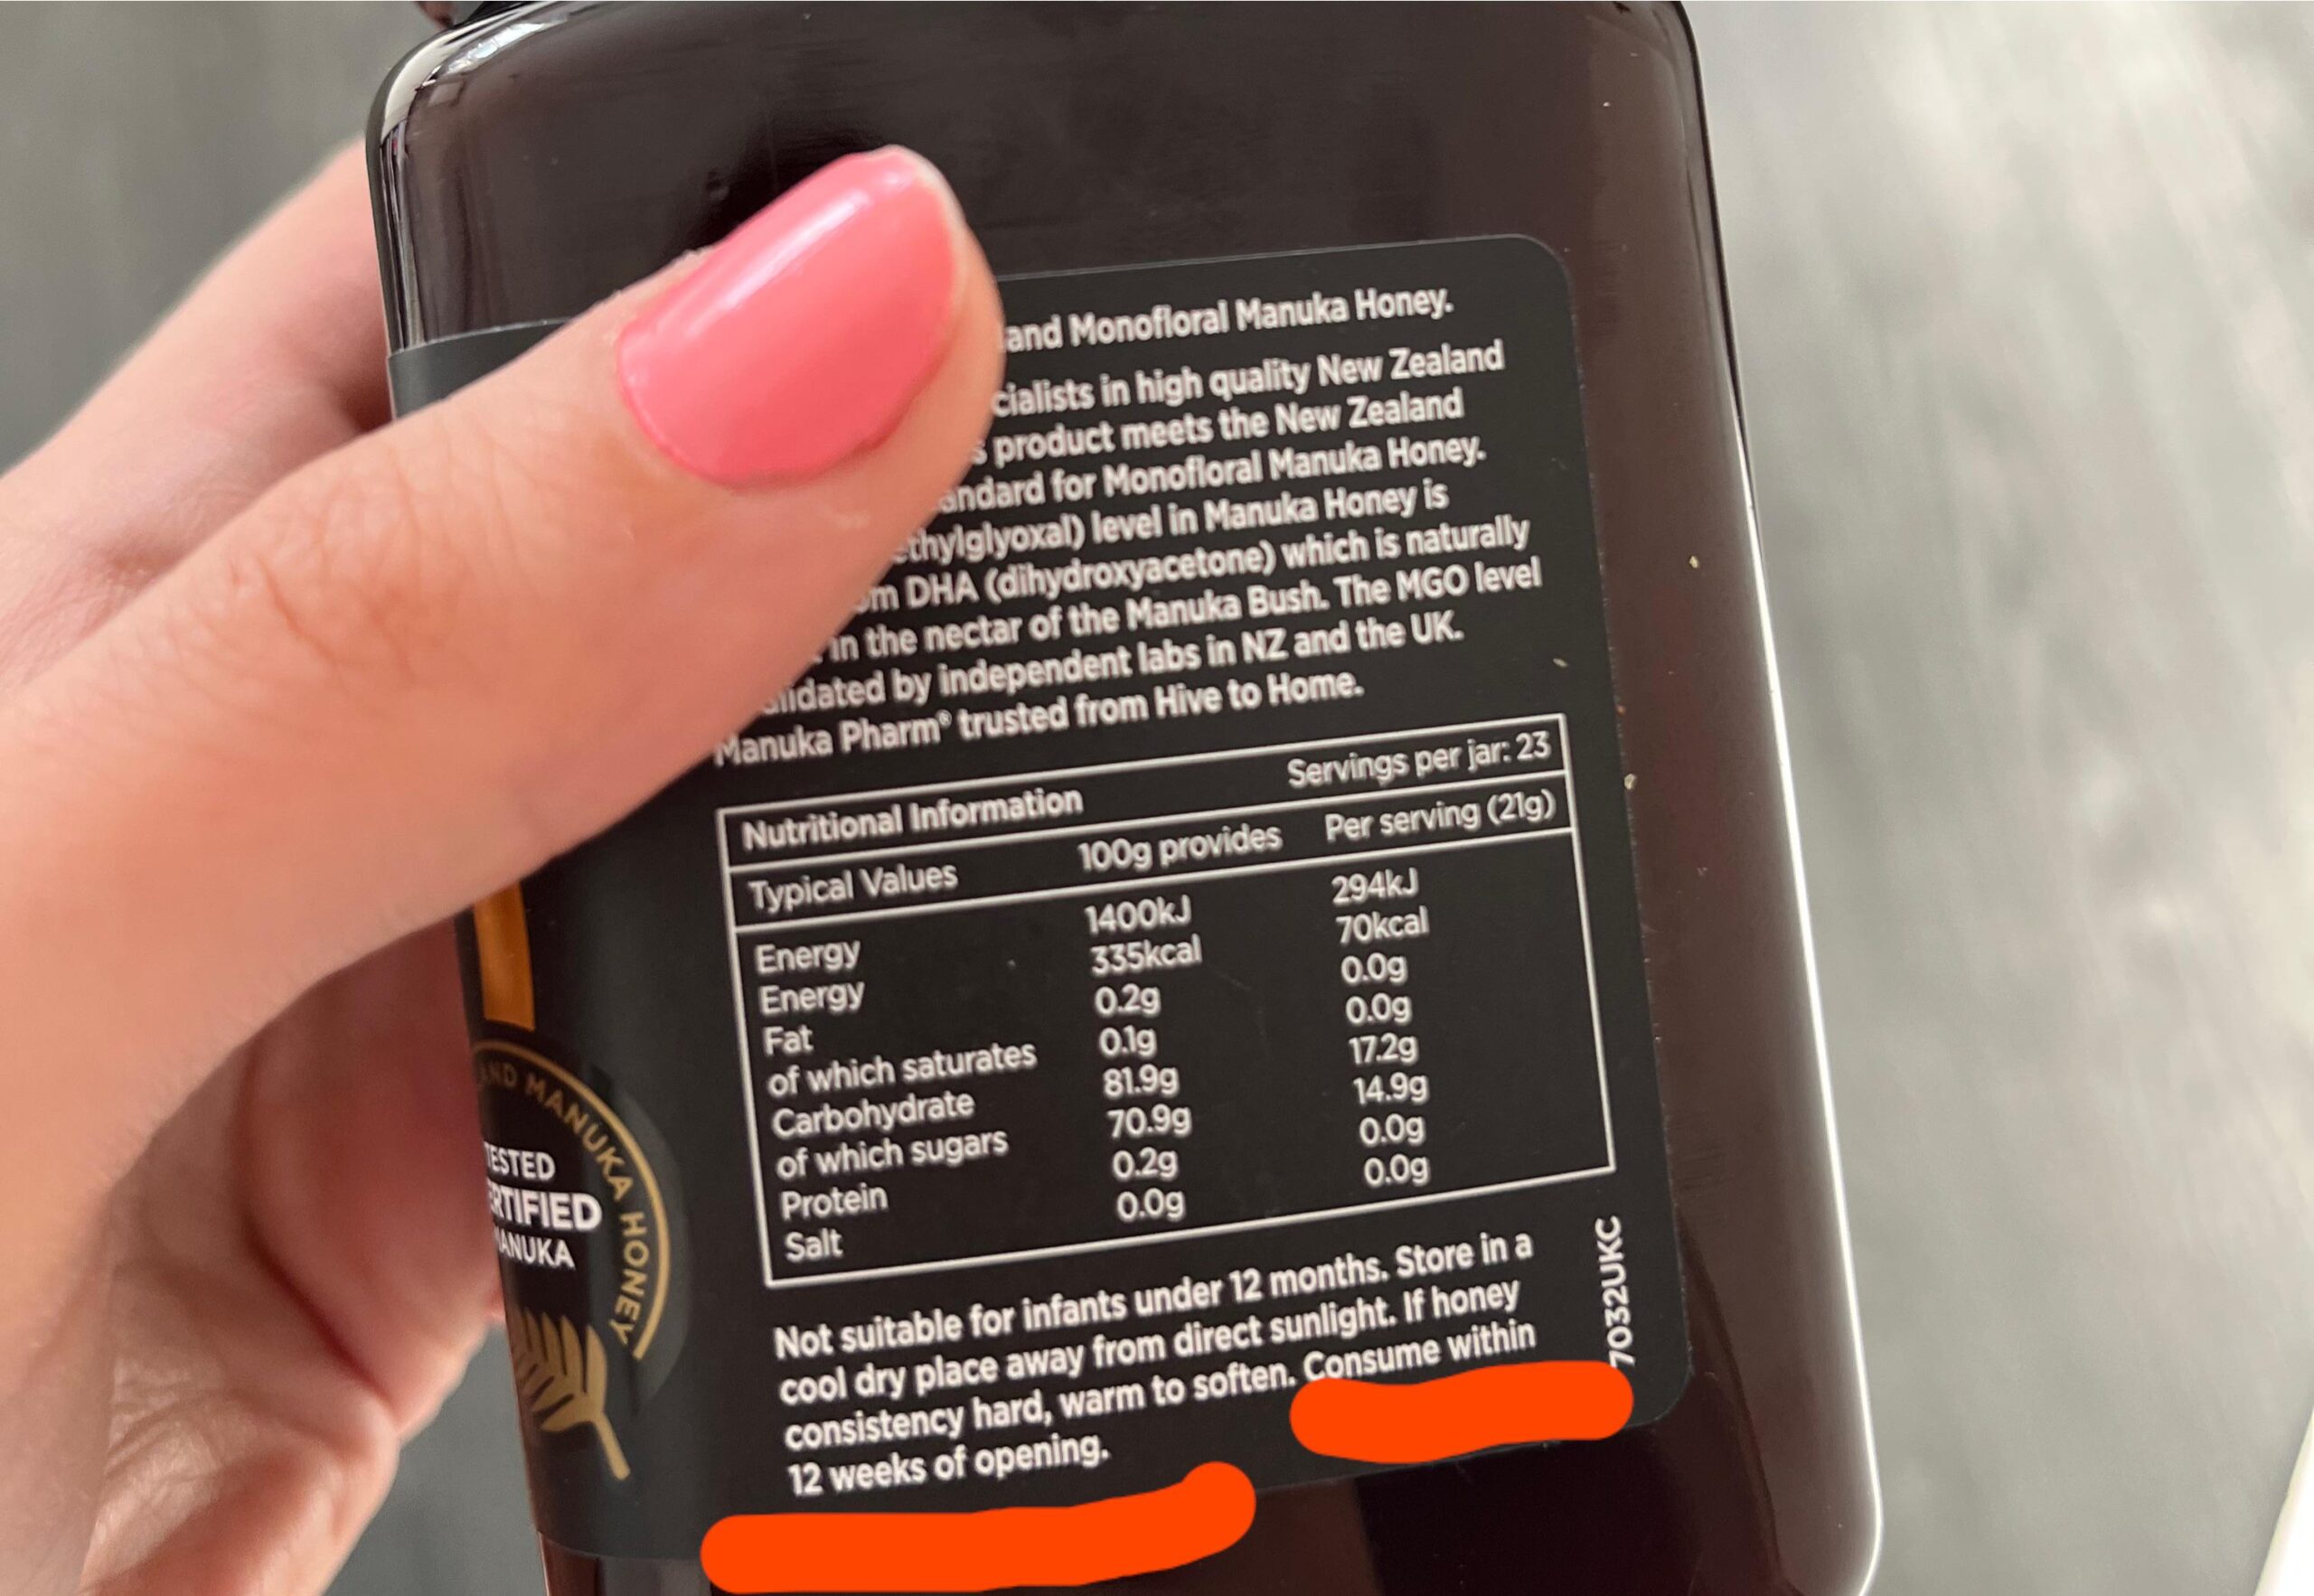 and Monofloral Manuka Honey.
in high quality New Zealand
product meets the New Zealand
for Monofloral Manuka Honey.
level in Manuka Honey is
DHA (dihydroxyacetone) which is naturally
in the nectar of the Manuka Bush. The MGO level
by independent labs in NZ and the UK.
Manuka Pharm® trusted from Hive to Home.
Nutritional Information Servings per jar: 23
Typical Values 100g provides Per serving (21g)
Energy 1400kJ 294kJ
Energy 335kcal 70kcal
Fat 0.2g 0.0g
of which saturates 0.1g 0.0g
Carbohydrate 81.9g 17.2g
of which sugars 70.9g 14.9g
Protein 0.2g 0.0g
Salt 0.0g 0.0g
Not suitable for infants under 12 months. Store in a
cool dry place away from direct sunlight. If honey
consistency hard, warm to soften. Consume within
12 weeks of opening.
7032UKC
MANUKA HONEY